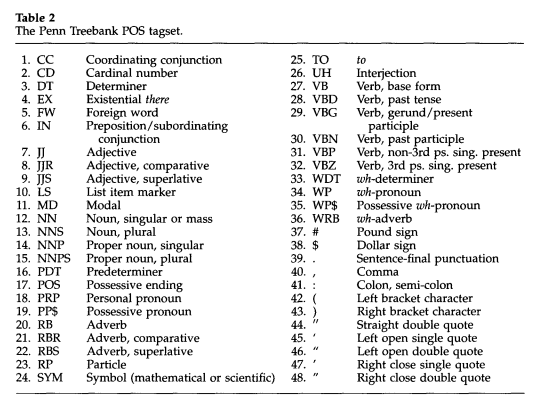 Table 2
The Penn Treebank POS tagset.
1. CC Coordinating conjunction
2. CD Cardinal number
3. DT Determiner
4. EX Existential there
5. FW Foreign word
6. IN Preposition/subordinating
conjunction
7. JJ Adjective
8. JJR Adjective, comparative
9. JJS Adjective, superlative
10. LS List item marker
11. MD Modal
12. NN Noun, singular or mass
13. NNS Noun, plural
14. NNP Proper noun, singular
15. NNPS Proper noun, plural
16. PDT Predeterminer
17. POS Possessive ending
18. PRP Personal pronoun
19. PP$ Possessive pronoun
20. RB Adverb
21. RBR Adverb, comparative
22. RBS Adverb, superlative
23. RP Particle
24. SYM Symbol (mathematical or scientific)
25. TO to
26. UH Interjection
27. VB Verb, base form
28. VBD Verb, past tense
29. VBG Verb, gerund/present
participle
30. VBN Verb, past participle
31. VBP Verb, non-3rd ps. sing. present
32. VBZ Verb, 3rd ps. sing. present
33. WDT wh-determiner
34. WP wh-pronoun
35. WP$ Possessive wh-pronoun
36. WRB wh-adverb
37. # Pound sign
38. $ Dollar sign
39. . Sentence-final punctuation
40. , Comma
41. : Colon, semi-colon
42. ( Left bracket character
43. ) Right bracket character
44. " Straight double quote
45. ‘ Left open single quote
46. “ Left open double quote
47. ’ Right close single quote
48. ” Right close double quote